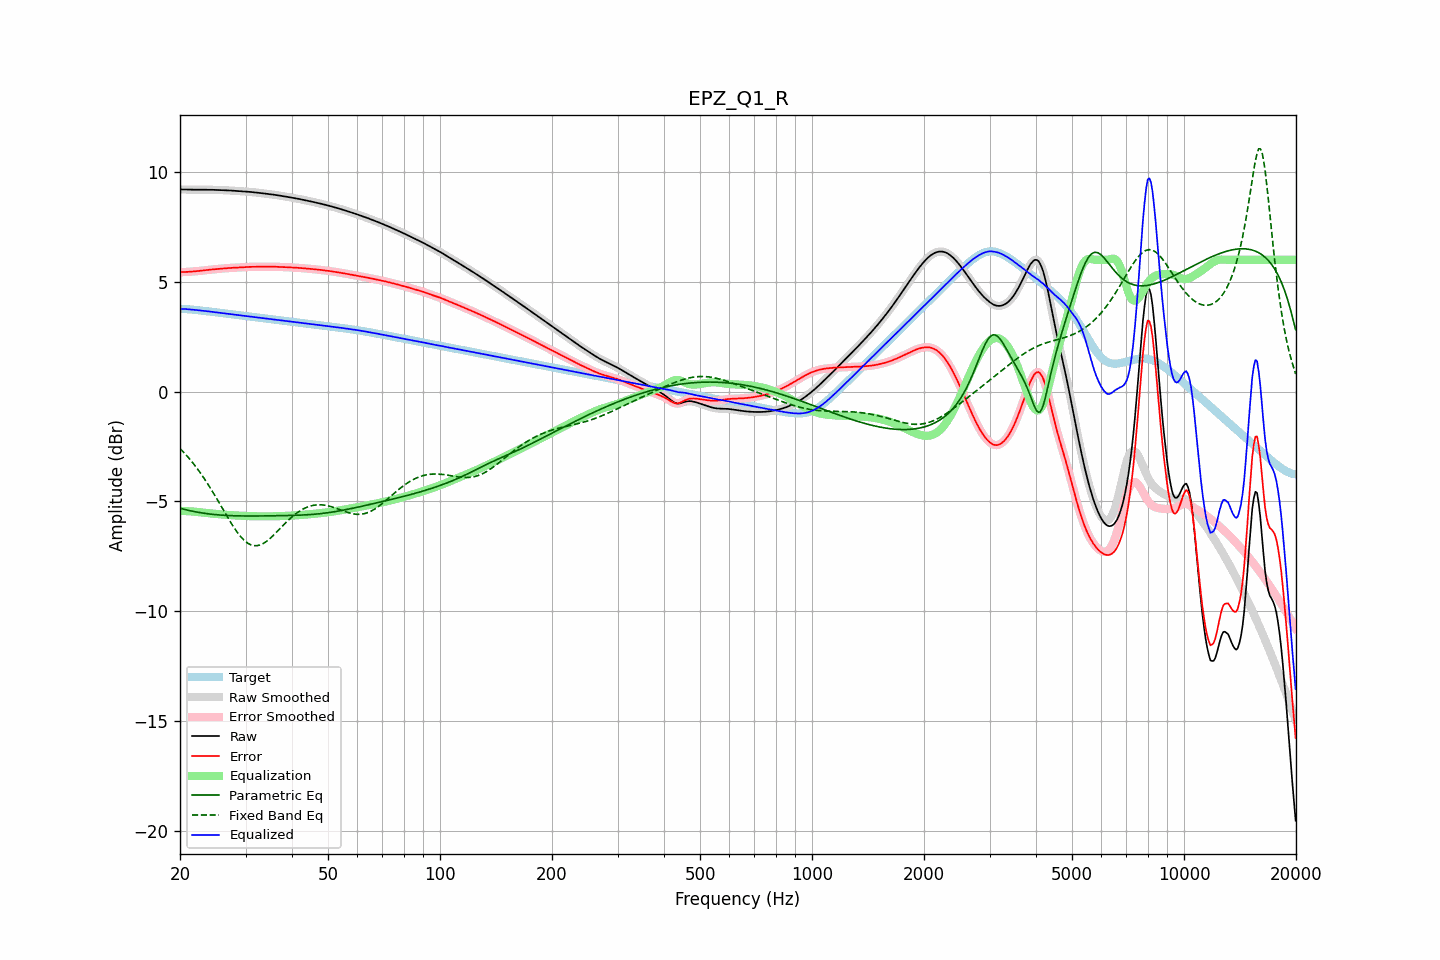 EPZ_Q1_R
Amplitude (dBr)
10
5
0
−5
−10
−15
−20
Target
Raw Smoothed
Error Smoothed
Raw
Error
Equalization
Parametric Eq
Fixed Band Eq
Equalized
20 50 100 200 500 1000 2000 5000 10000 20000
Frequency (Hz)